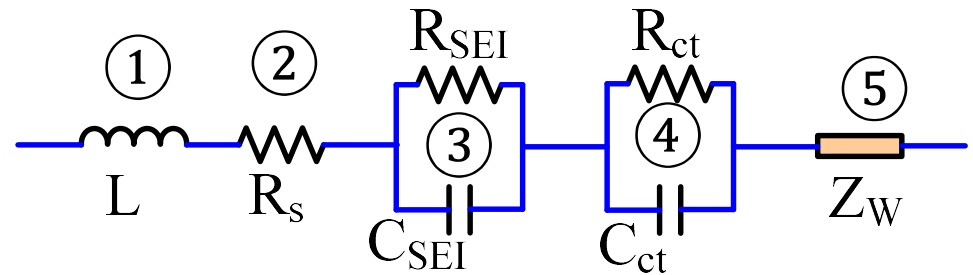 ① ② R_SEI R_ct ⑤
③ ④
L R_s C_SEI C_ct Z_W